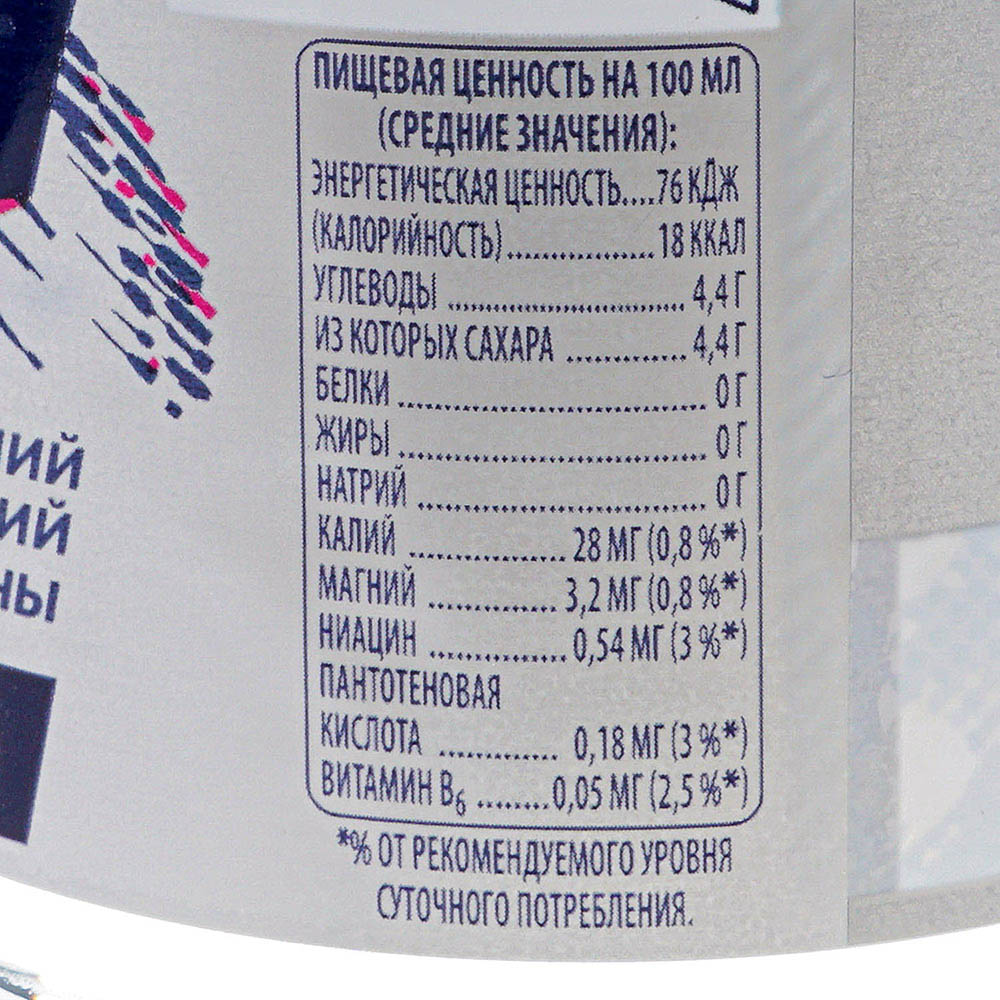 ПИЩЕВАЯ ЦЕННОСТЬ НА 100 МЛ
(СРЕДНИЕ ЗНАЧЕНИЯ):
ЭНЕРГЕТИЧЕСКАЯ ЦЕННОСТЬ....76 КДЖ
(КАЛОРИЙНОСТЬ)..................... 18 ККАЛ
УГЛЕВОДЫ .................................. 4,4 Г
ИЗ КОТОРЫХ САХАРА ................. 4,4 Г
БЕЛКИ .............................................. 0 Г
ЖИРЫ .............................................. 0 Г
НАТРИЙ ........................................... 0 Г
КАЛИЙ ...................... 28 МГ (0,8 %*)
МАГНИЙ ................... 3,2 МГ (0,8 %*)
НИАЦИН .................... 0,54 МГ (3 %*)
ПАНТОТЕНОВАЯ
КИСЛОТА ................. 0,18 МГ (3 %*)
ВИТАМИН B6 ..........0,05 МГ (2,5 %*)
*% ОТ РЕКОМЕНДУЕМОГО УРОВНЯ
СУТОЧНОГО ПОТРЕБЛЕНИЯ.